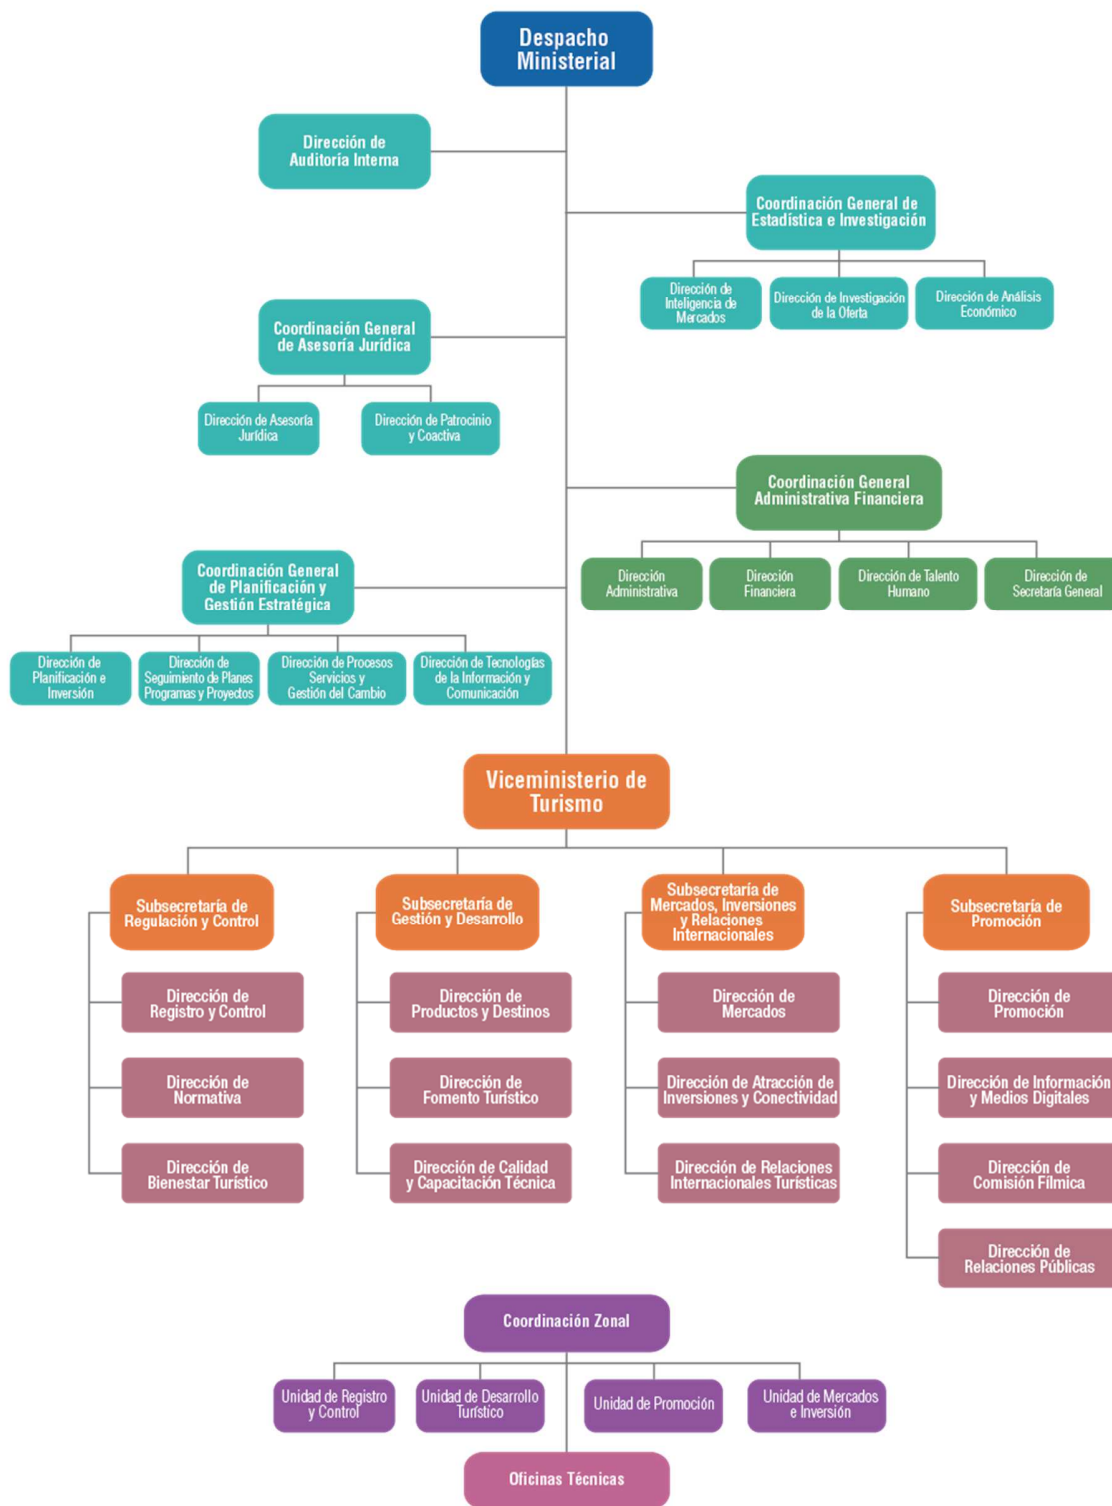 Despacho
Ministerial
Dirección de
Auditoría Interna
Coordinación General de
Estadística e Investigación
Dirección de
Inteligencia de
Mercados
Dirección de Investigación
de la Oferta
Dirección de Análisis
Económico
Coordinación General
de Asesoría Jurídica
Dirección de Asesoría
Jurídica
Dirección de Patrocinio
y Coactiva
Coordinación General
Administrativa Financiera
Dirección
Administrativa
Dirección
Financiera
Dirección de Talento
Humano
Dirección de
Secretaría General
Coordinación General
de Planificación y
Gestión Estratégica
Dirección de
Planificación e
Inversión
Dirección de
Seguimiento de Planes
Programas y Proyectos
Dirección de Procesos
Servicios y
Gestión del Cambio
Dirección de Tecnologías
de la Información y
Comunicación
Viceministerio de
Turismo
Subsecretaría de
Regulación y Control
Dirección de
Registro y Control
Dirección de
Normativa
Dirección de
Bienestar Turístico
Subsecretaría de
Gestión y Desarrollo
Dirección de
Productos y Destinos
Dirección de
Fomento Turístico
Dirección de Calidad
y Capacitación Técnica
Subsecretaría de
Mercados, Inversiones
y Relaciones
Internacionales
Dirección de
Mercados
Dirección de Atracción de
Inversiones y Conectividad
Dirección de Relaciones
Internacionales Turísticas
Subsecretaría de
Promoción
Dirección de
Promoción
Dirección de Información
y Medios Digitales
Dirección de
Comisión Fílmica
Dirección de
Relaciones Públicas
Coordinación Zonal
Unidad de Registro
y Control
Unidad de Desarrollo
Turístico
Unidad de Promoción
Unidad de Mercados
e Inversión
Oficinas Técnicas